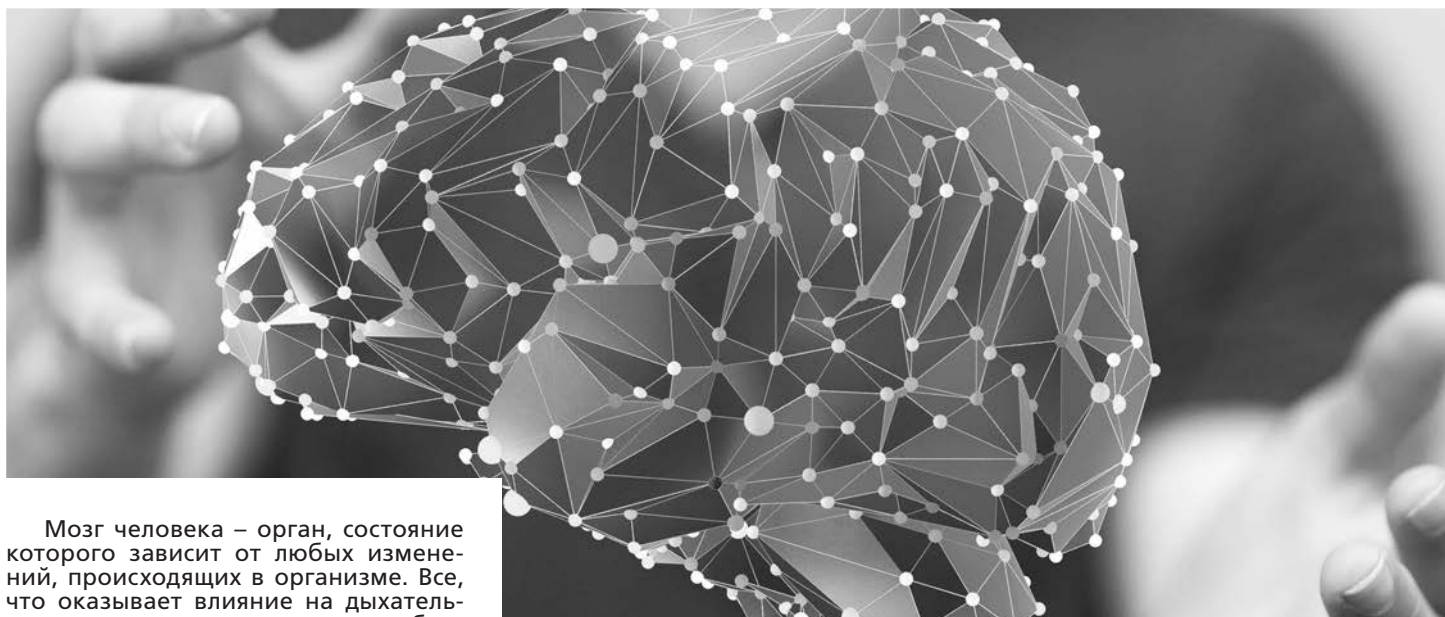 Мозг человека – орган, состояние
которого зависит от любых измене-
ний, происходящих в организме. Все,
что оказывает влияние на дыхатель-